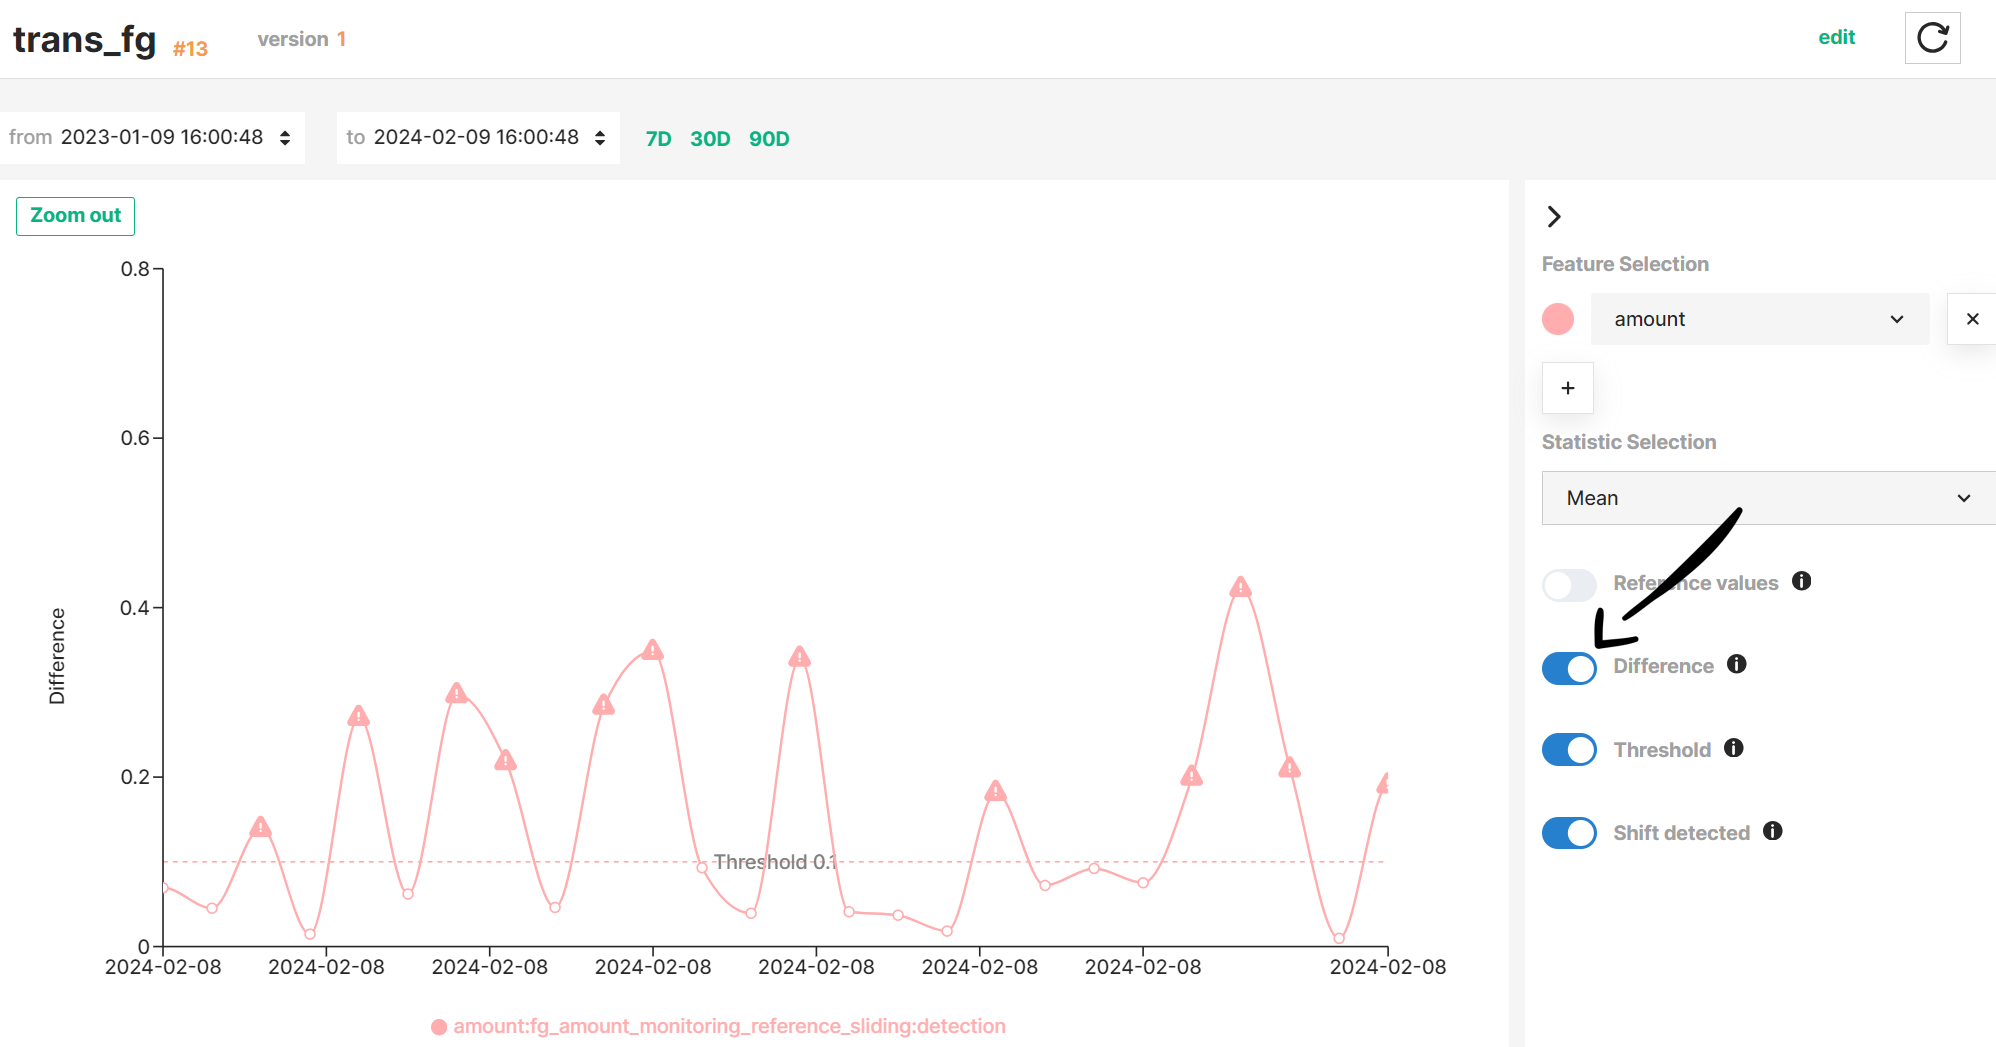 trans_fg #13 version 1 edit
from 2023-01-09 16:00:48 to 2024-02-09 16:00:48 7D 30D 90D
Zoom out
0.8
0.6
0.4
0.2
0
Difference
Threshold 0.1
2024-02-08 2024-02-08 2024-02-08 2024-02-08 2024-02-08 2024-02-08 2024-02-08 2024-02-08
amount:fg_amount_monitoring_reference_sliding:detection
Feature Selection
amount
Statistic Selection
Mean
Reference values
Difference
Threshold
Shift detected